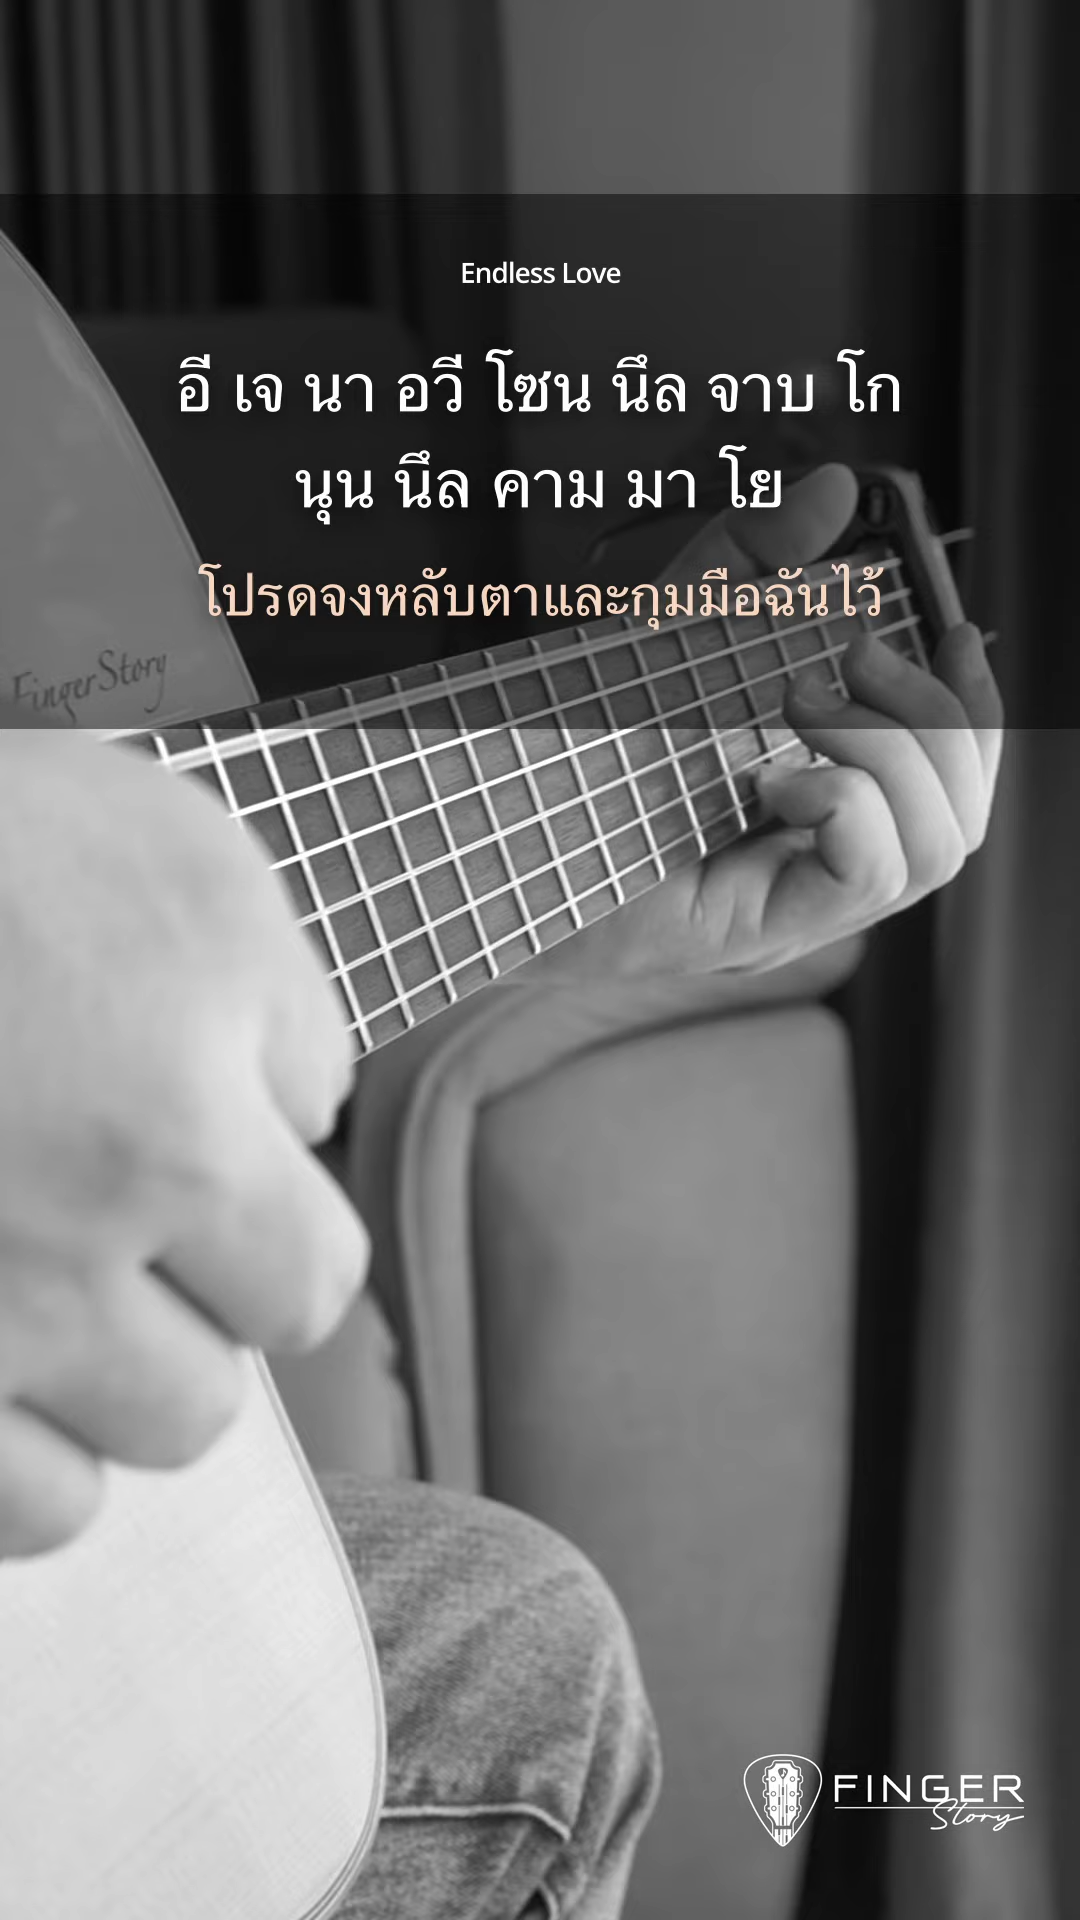 Endless Love
อี เจ นา อวี โซน นึล จาบ โก
นุน นึล คาม มา โย
โปรดจงหลับตาและกุมมือฉันไว้
FingerStory
FINGER
Story